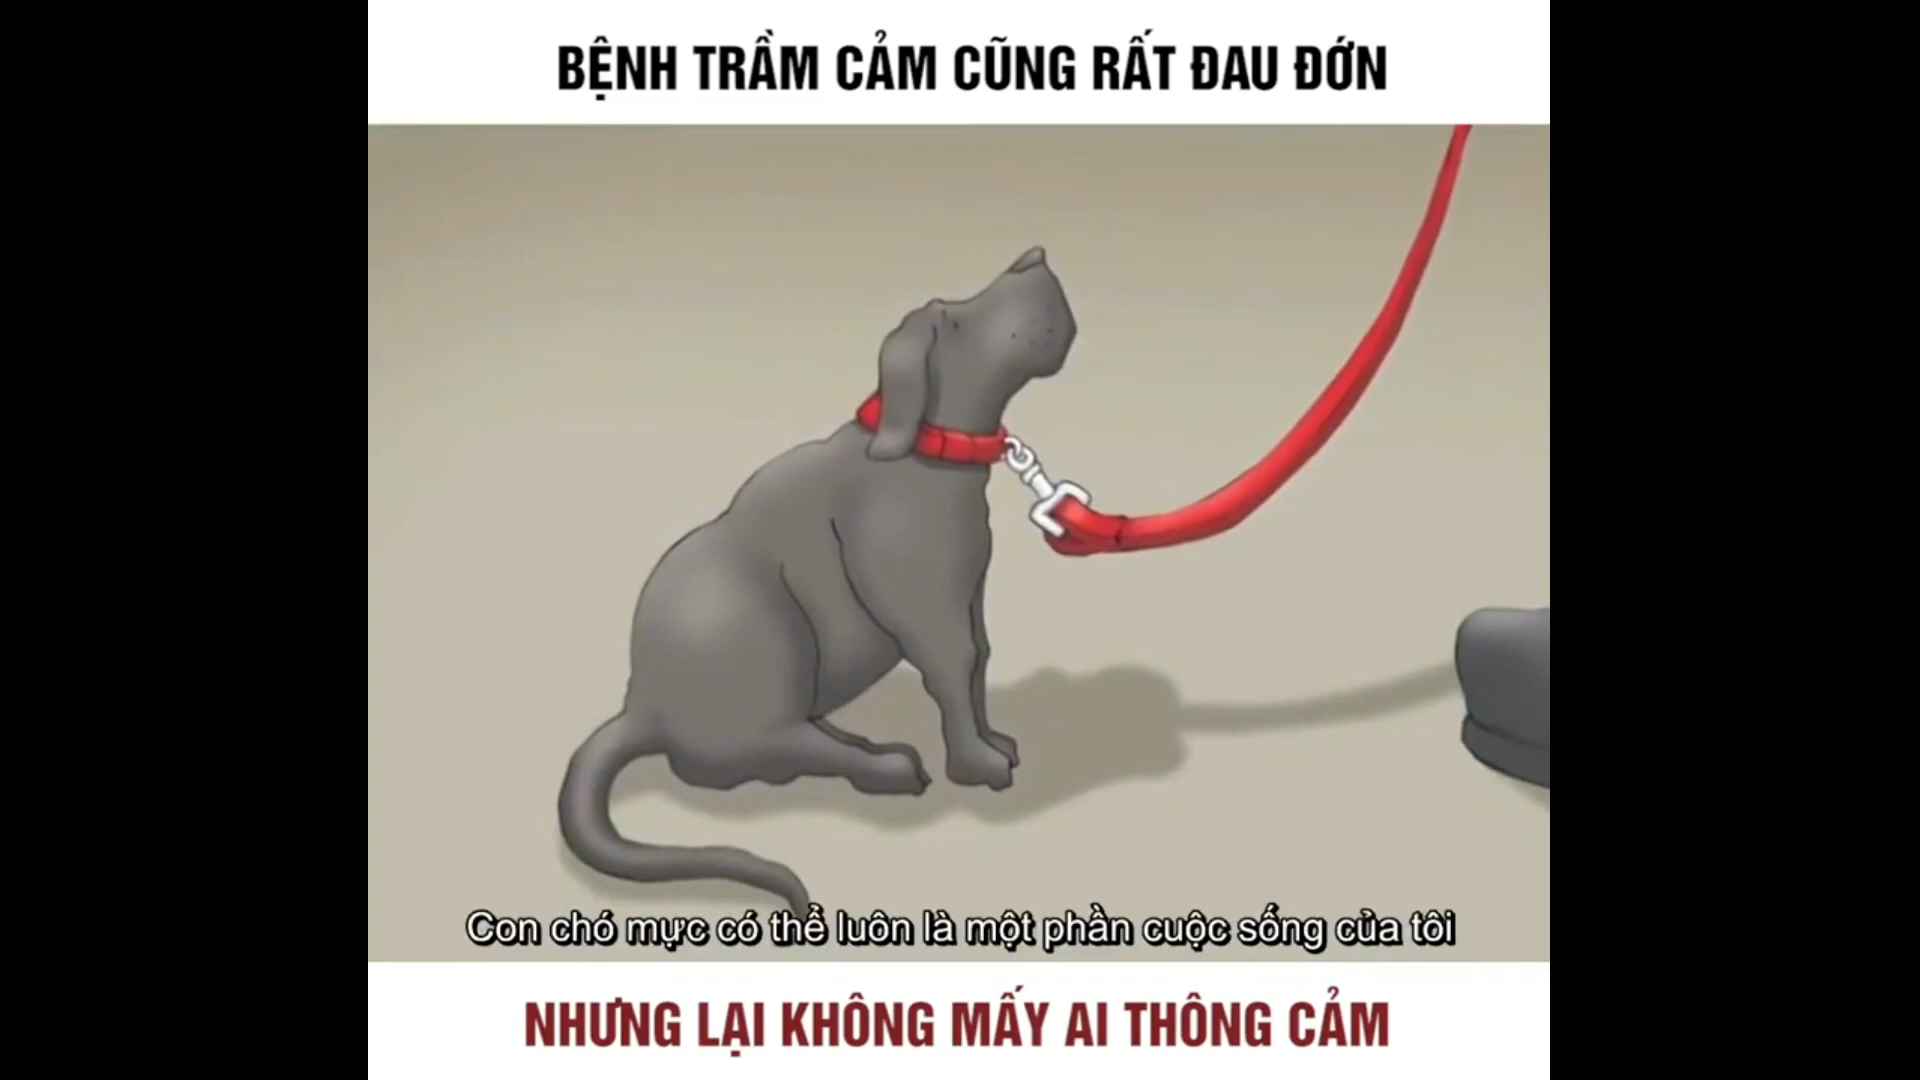 BỆNH TRẦM CẢM CŨNG RẤT ĐAU ĐỚN
Con chó mực có thể luôn là một phần cuộc sống của tôi
NHƯNG LẠI KHÔNG MẤY AI THÔNG CẢM